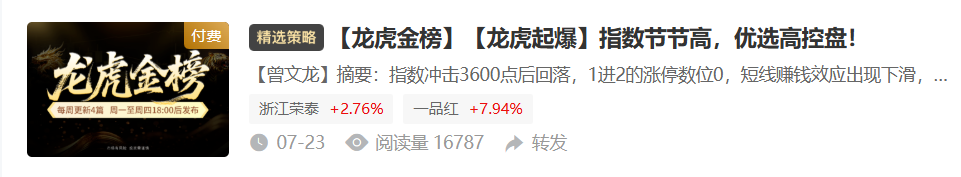 付费
龙虎金榜
每周更新4篇 周一至周四18:00后发布
精选策略 【龙虎金榜】【龙虎起爆】指数节节高，优选高控盘！
【曾文龙】摘要：指数冲击3600点后回落，1进2的涨停数位0，短线赚钱效应出现下滑，...
浙江荣泰 +2.76% 一品红 +7.94%
07-23 阅读量 16787 转发